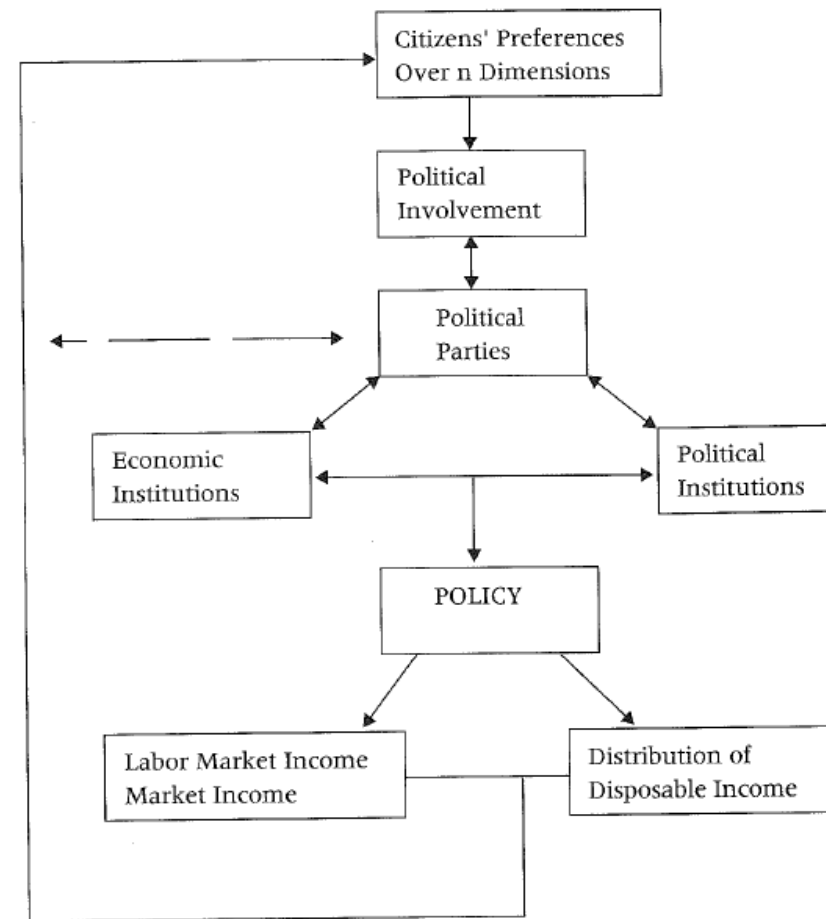 Citizens' Preferences
Over n Dimensions
Political
Involvement
Political
Parties
Economic
Institutions
Political
Institutions
POLICY
Labor Market Income
Market Income
Distribution of
Disposable Income